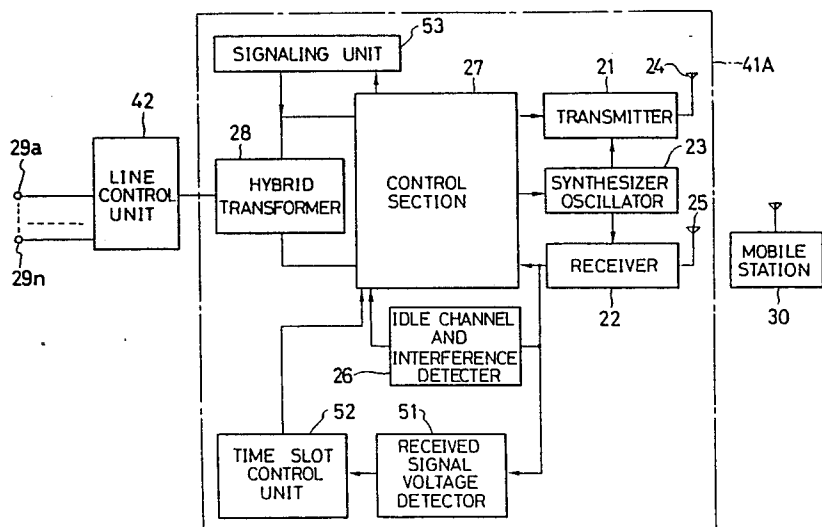 SIGNALING UNIT
53
27
21
24
41A
42
28
TRANSMITTER
29a
LINE
CONTROL
UNIT
HYBRID
TRANSFORMER
CONTROL
SECTION
23
SYNTHESIZER
OSCILLATOR
25
29n
RECEIVER
22
MOBILE
STATION
30
IDLE CHANNEL
AND
INTERFERENCE
DETECTER
26
52
51
TIME SLOT
CONTROL
UNIT
RECEIVED
SIGNAL
VOLTAGE
DETECTOR